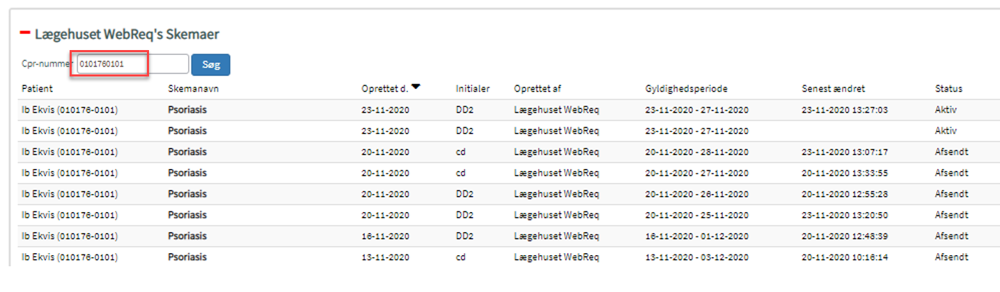 Lægehuset WebReq's Skemaer
Cpr-nummer 0101760101 Søg
Patient Skemanavn Oprettet d. Initialer Oprettet af Gyldighedsperiode Senest ændret Status
Ib Ekvis (010176-0101) Psoriasis 23-11-2020 DD2 Lægehuset WebReq 23-11-2020 - 27-11-2020 23-11-2020 13:27:03 Aktiv
Ib Ekvis (010176-0101) Psoriasis 23-11-2020 DD2 Lægehuset WebReq 23-11-2020 - 27-11-2020 Aktiv
Ib Ekvis (010176-0101) Psoriasis 20-11-2020 cd Lægehuset WebReq 20-11-2020 - 28-11-2020 23-11-2020 13:07:17 Afsendt
Ib Ekvis (010176-0101) Psoriasis 20-11-2020 cd Lægehuset WebReq 20-11-2020 - 27-11-2020 20-11-2020 13:33:55 Afsendt
Ib Ekvis (010176-0101) Psoriasis 20-11-2020 DD2 Lægehuset WebReq 20-11-2020 - 26-11-2020 20-11-2020 12:55:28 Afsendt
Ib Ekvis (010176-0101) Psoriasis 20-11-2020 DD2 Lægehuset WebReq 20-11-2020 - 25-11-2020 23-11-2020 13:20:50 Afsendt
Ib Ekvis (010176-0101) Psoriasis 16-11-2020 DD2 Lægehuset WebReq 16-11-2020 - 01-12-2020 20-11-2020 12:48:39 Afsendt
Ib Ekvis (010176-0101) Psoriasis 13-11-2020 cd Lægehuset WebReq 13-11-2020 - 03-12-2020 20-11-2020 10:16:14 Afsendt